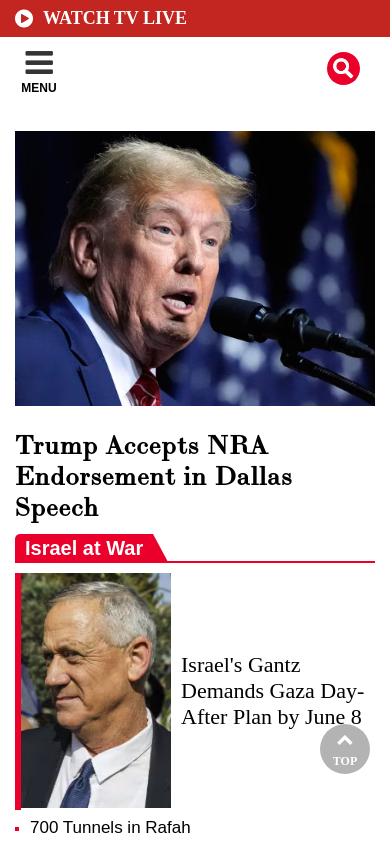 WATCH TV LIVE
MENU
Trump Accepts NRA
Endorsement in Dallas
Speech
Israel at War
Israel's Gantz
Demands Gaza Day-
After Plan by June 8
TOP
700 Tunnels in Rafah